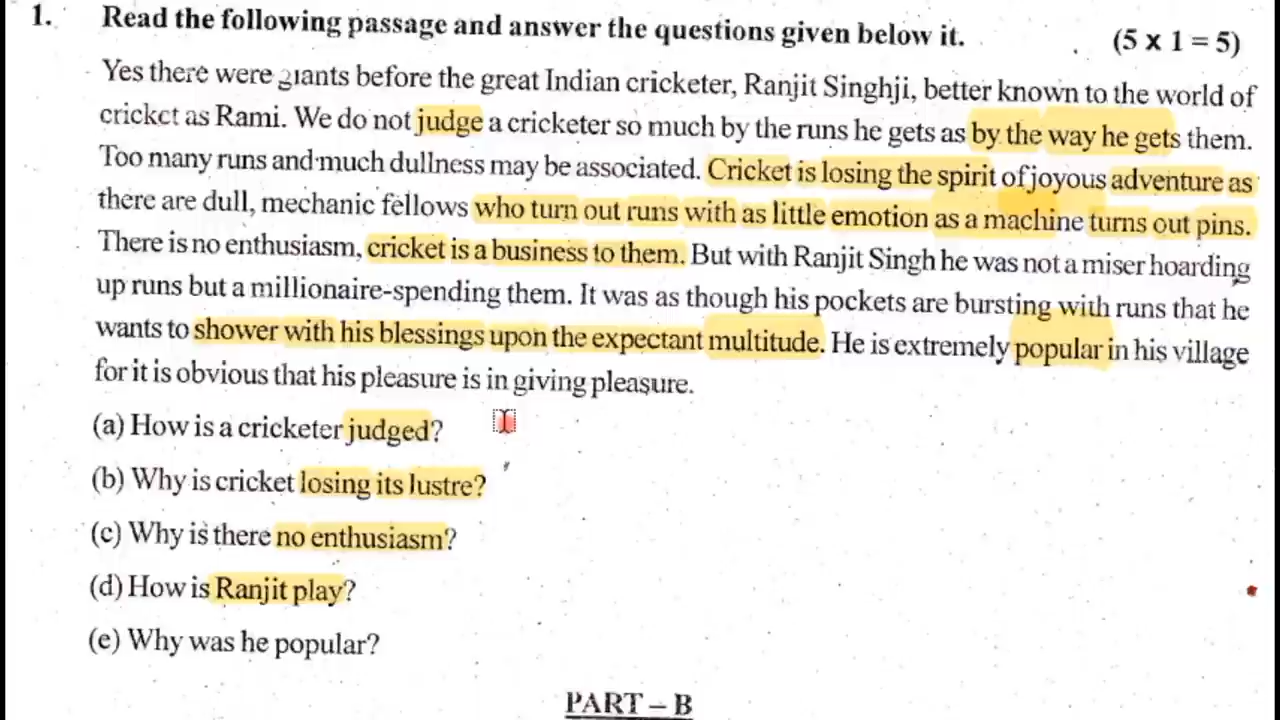 1. Read the following passage and answer the questions given below it. (5 x 1 = 5)
Yes there were giants before the great Indian cricketer, Ranjit Singhji, better known to the world of
cricket as Rami. We do not judge a cricketer so much by the runs he gets as by the way he gets them.
Too many runs and much dullness may be associated. Cricket is losing the spirit of joyous adventure as
there are dull, mechanic fellows who turn out runs with as little emotion as a machine turns out pins.
There is no enthusiasm, cricket is a business to them. But with Ranjit Singh he was not a miser hoarding
up runs but a millionaire-spending them. It was as though his pockets are bursting with runs that he
wants to shower with his blessings upon the expectant multitude. He is extremely popular in his village
for it is obvious that his pleasure is in giving pleasure.
(a) How is a cricketer judged?
(b) Why is cricket losing its lustre?
(c) Why is there no enthusiasm?
(d) How is Ranjit play?
(e) Why was he popular?
PART – B